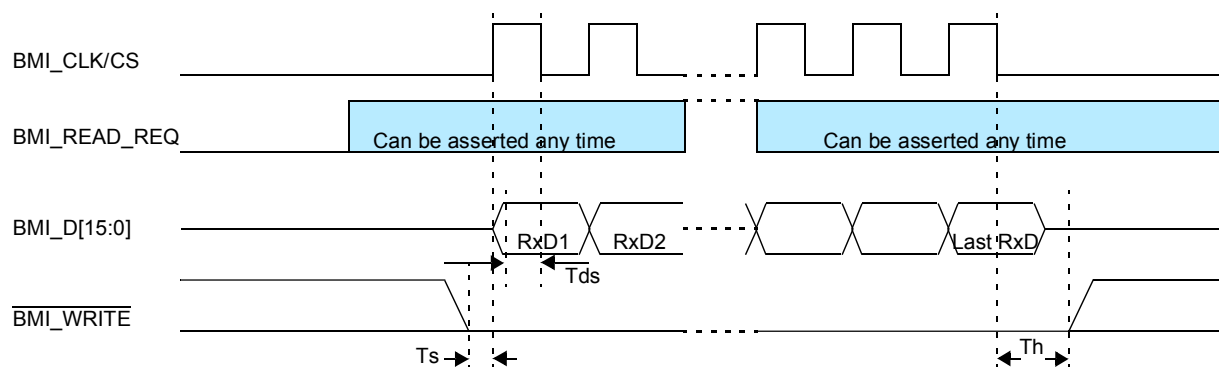 BMI_CLK/CS
BMI_READ_REQ
Can be asserted any time
Can be asserted any time
BMI_D[15:0]
RxD1
RxD2
Last RxD
Tds
BMI_WRITE
Ts
Th